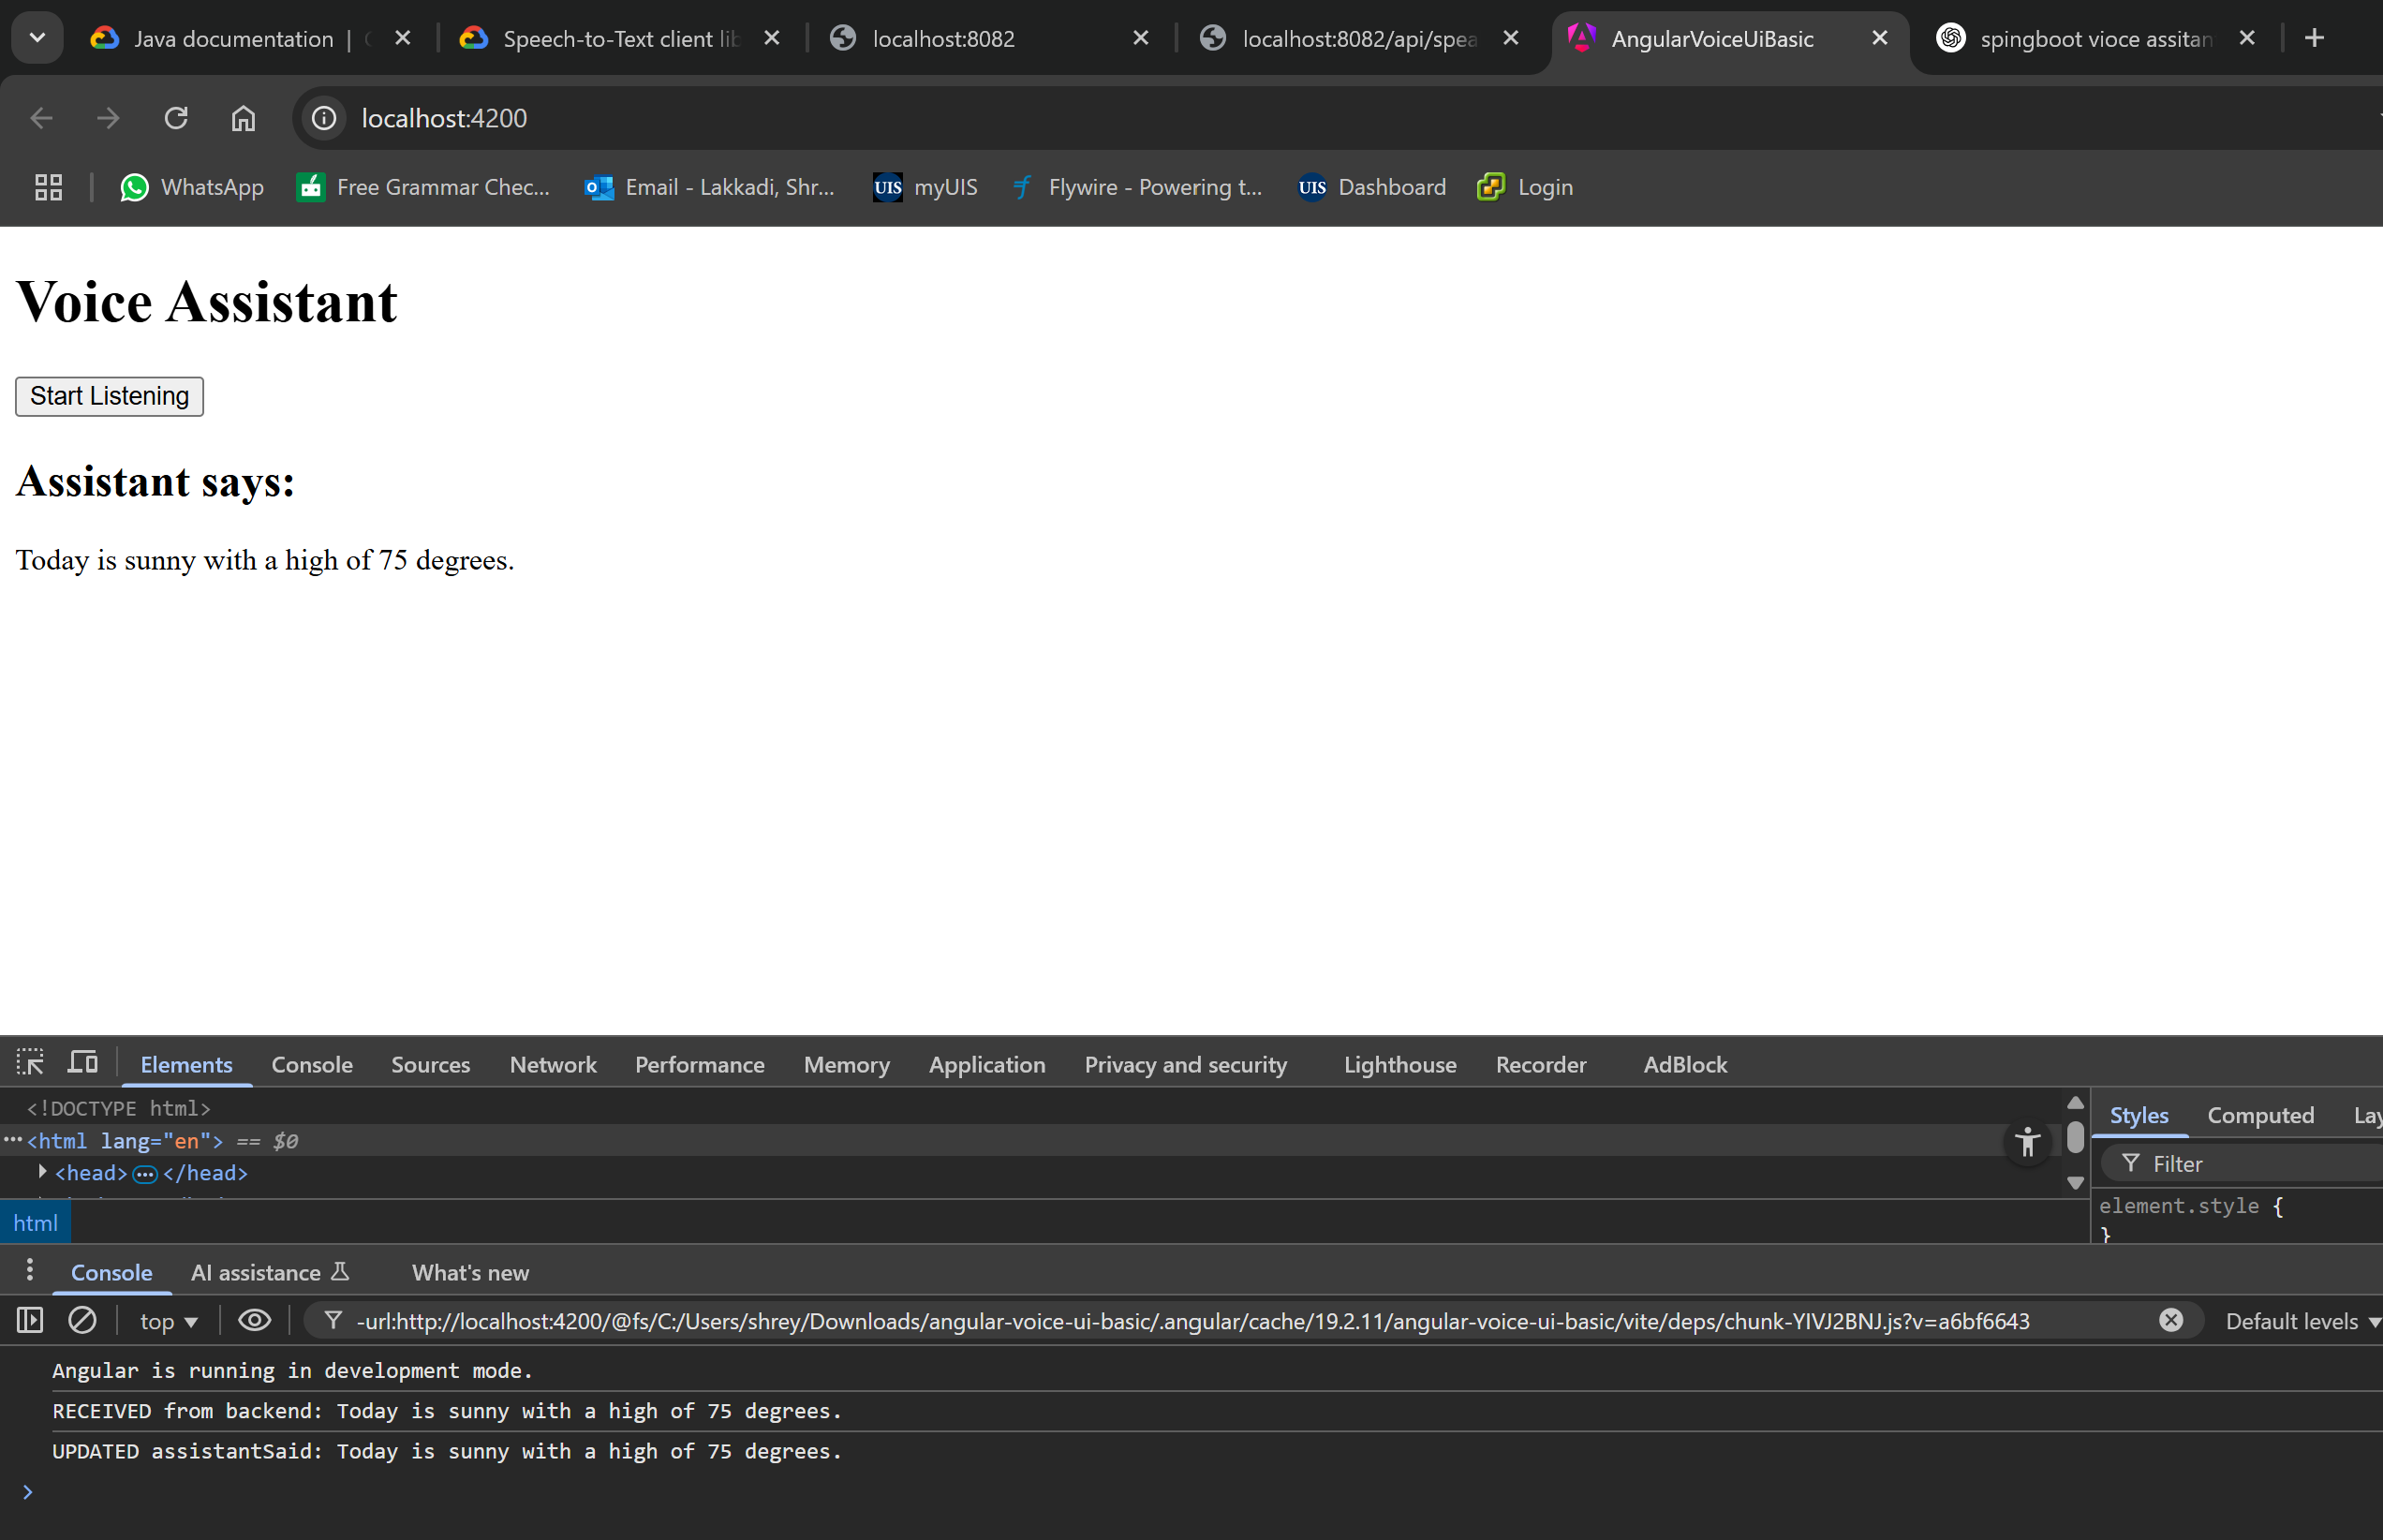 Java documentation |
Speech-to-Text client lib
localhost:8082
localhost:8082/api/spea
AngularVoiceUiBasic
spingboot vioce assitan
localhost:4200
WhatsApp
Free Grammar Chec...
Email - Lakkadi, Shr...
UIS
myUIS
Flywire - Powering t...
UIS
Dashboard
Login
Voice Assistant
Start Listening
Assistant says:
Today is sunny with a high of 75 degrees.
Elements Console Sources Network Performance Memory Application Privacy and security Lighthouse Recorder AdBlock
<!DOCTYPE html>
<html lang="en"> == $0
<head>…</head>
html
Styles Computed Lay
Filter
element.style {
}
Console AI assistance What's new
top
-url:http://localhost:4200/@fs/C:/Users/shrey/Downloads/angular-voice-ui-basic/.angular/cache/19.2.11/angular-voice-ui-basic/vite/deps/chunk-YIVJ2BNJ.js?v=a6bf6643
Default levels
Angular is running in development mode.
RECEIVED from backend: Today is sunny with a high of 75 degrees.
UPDATED assistantSaid: Today is sunny with a high of 75 degrees.